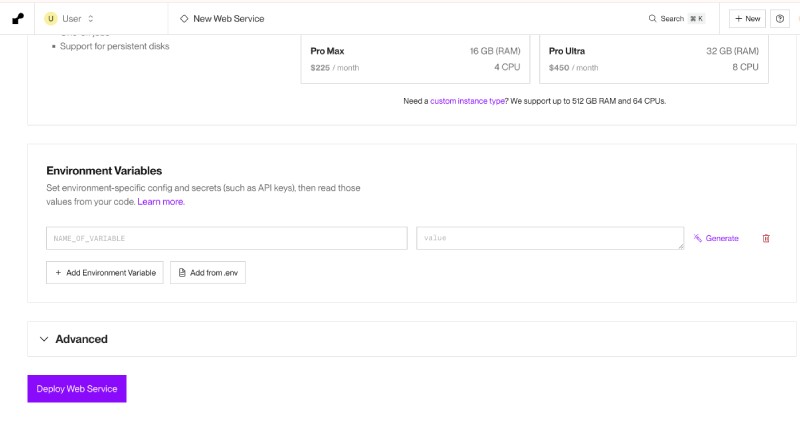 U User New Web Service Search ⌘ K + New
Support for persistent disks
Pro Max 16 GB (RAM) Pro Ultra 32 GB (RAM)
$225 / month 4 CPU $450 / month 8 CPU
Need a custom instance type? We support up to 512 GB RAM and 64 CPUs.
Environment Variables
Set environment-specific config and secrets (such as API keys), then read those
values from your code. Learn more.
NAME_OF_VARIABLE value Generate
+ Add Environment Variable Add from .env
Advanced
Deploy Web Service